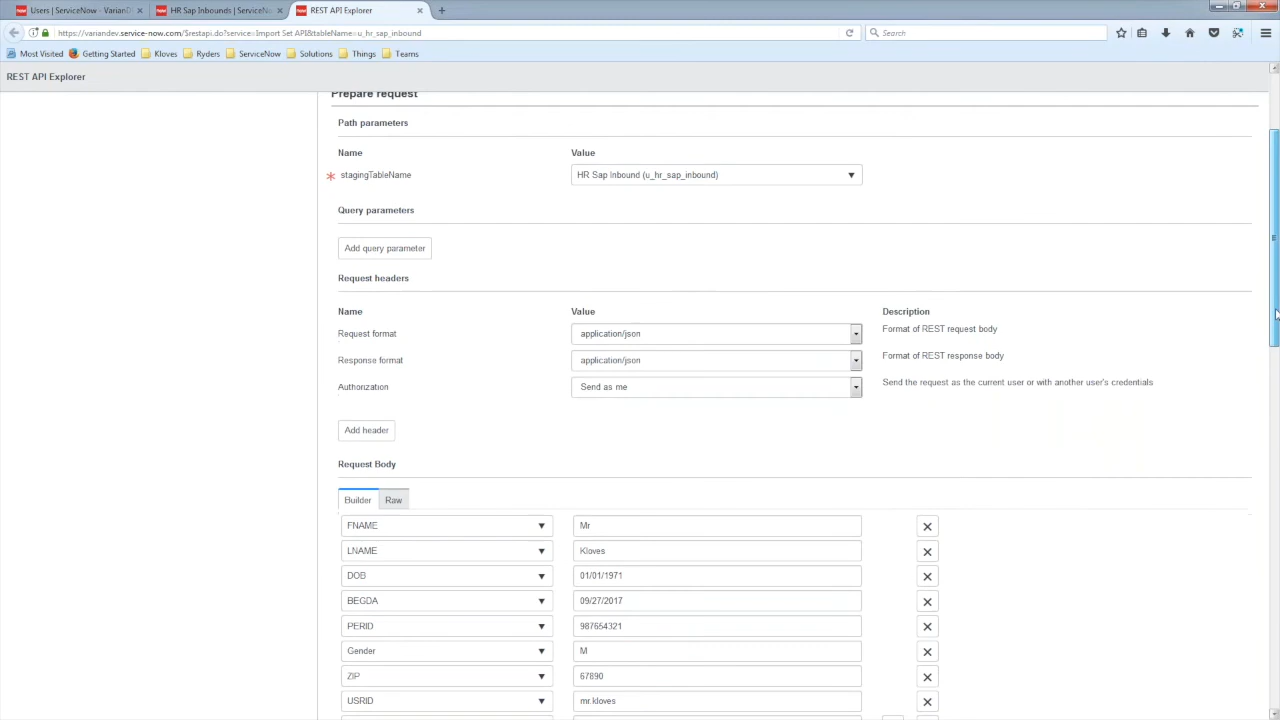 Users | ServiceNow - VarianD
HR Sap Inbounds | ServiceN
REST API Explorer
https://variandev.service-now.com/$restapi.do?service=Import Set API&tableName=u_hr_sap_inbound
Search
Most Visited
Getting Started
Kloves
Ryders
ServiceNow
Solutions
Things
Teams
REST API Explorer
Prepare request
Path parameters
Name
Value
stagingTableName
HR Sap Inbound (u_hr_sap_inbound)
Query parameters
Add query parameter
Request headers
Name
Value
Description
Request format
application/json
Format of REST request body
Response format
application/json
Format of REST response body
Authorization
Send as me
Send the request as the current user or with another user's credentials
Add header
Request Body
Builder
Raw
FNAME
Mr
LNAME
Kloves
DOB
01/01/1971
BEGDA
09/27/2017
PERID
987654321
Gender
M
ZIP
67890
USRID
mr.kloves